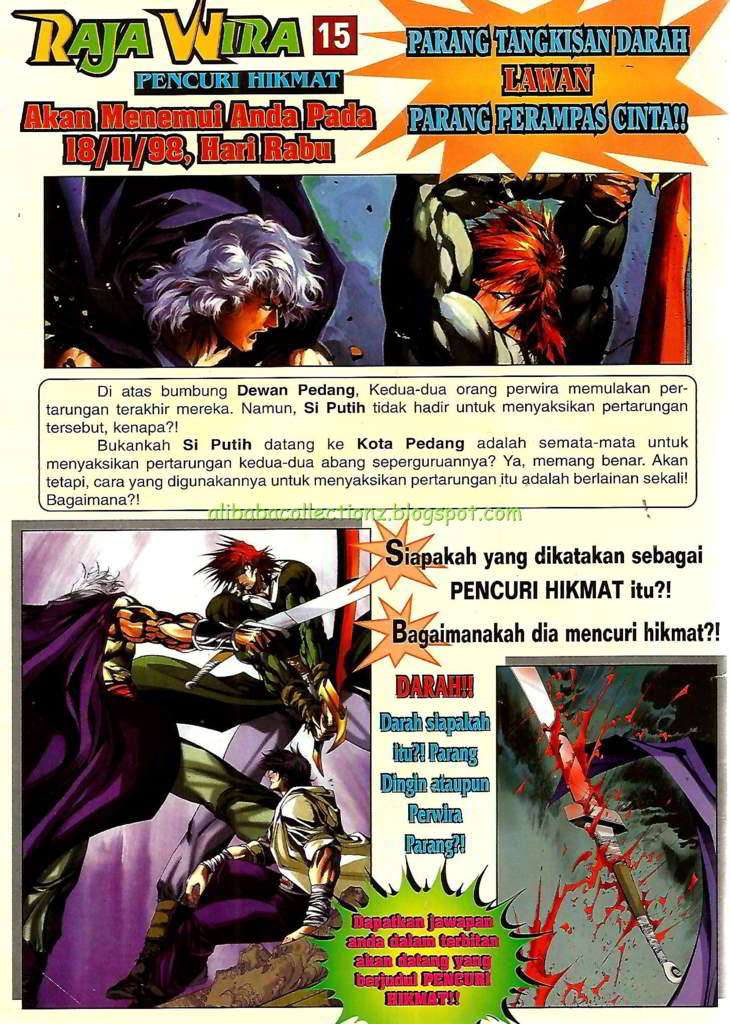 RAJA WIRA 15
PENCURI HIKMAT
Akan Menemui Anda Pada
18/11/98, Hari Rabu
PARANG TANGKISAN DARAH
LAWAN
PARANG PERAMPAS CINTA!!
Di atas bumbung Dewan Pedang, Kedua-dua orang perwira memulakan per-
tarungan terakhir mereka. Namun, Si Putih tidak hadir untuk menyaksikan pertarungan
tersebut, kenapa?!
Bukankah Si Putih datang ke Kota Pedang adalah semata-mata untuk
menyaksikan pertarungan kedua-dua abang seperguruannya? Ya, memang benar. Akan
tetapi, cara yang digunakannya untuk menyaksikan pertarungan itu adalah berlainan sekali!
Bagaimana?!
alibabacollectionz.blogspot.com
Siapakah yang dikatakan sebagai
PENCURI HIKMAT itu?!
Bagaimanakah dia mencuri hikmat?!
DARAH!!
Darah siapakah
itu?! Parang
Dingin ataupun
Perwira
Parang?!
Dapatkan jawapan
anda dalam terbitan
akan datang yang
berjudul PENCURI
HIKMAT!!